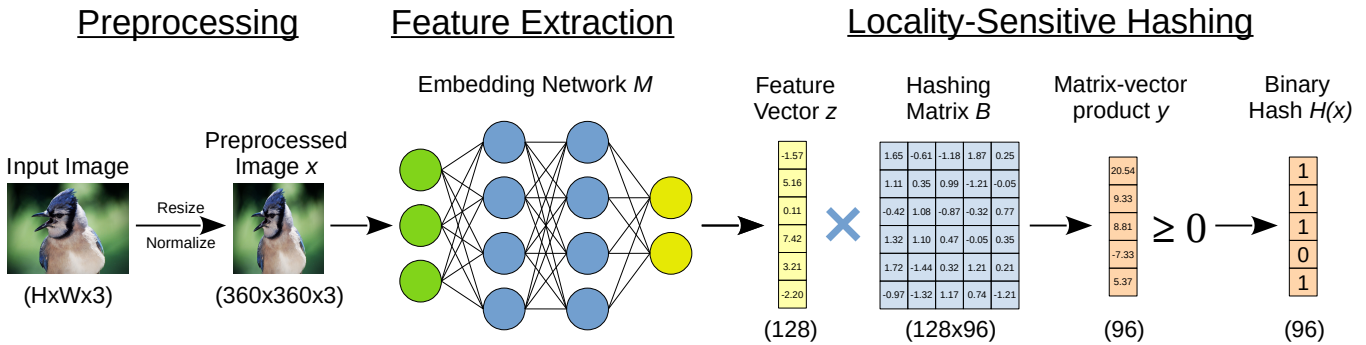 Preprocessing
Feature Extraction
Locality-Sensitive Hashing
Input Image
(HxWx3)
Resize
Normalize
Preprocessed
Image x
(360x360x3)
Embedding Network M
Feature
Vector z
-1.57
5.16
0.11
7.42
3.21
-2.20
(128)
Hashing
Matrix B
1.65 -0.61 -1.18 1.87 0.25
1.11 0.35 0.99 -1.21 -0.05
-0.42 1.08 -0.87 -0.32 0.77
1.32 1.10 0.47 -0.05 0.35
1.72 -1.44 0.32 1.21 0.21
-0.97 -1.32 1.17 0.74 -1.21
(128x96)
Matrix-vector
product y
20.54
9.33
8.81
-7.33
5.37
(96)
≥ 0
Binary
Hash H(x)
1
1
1
0
1
(96)